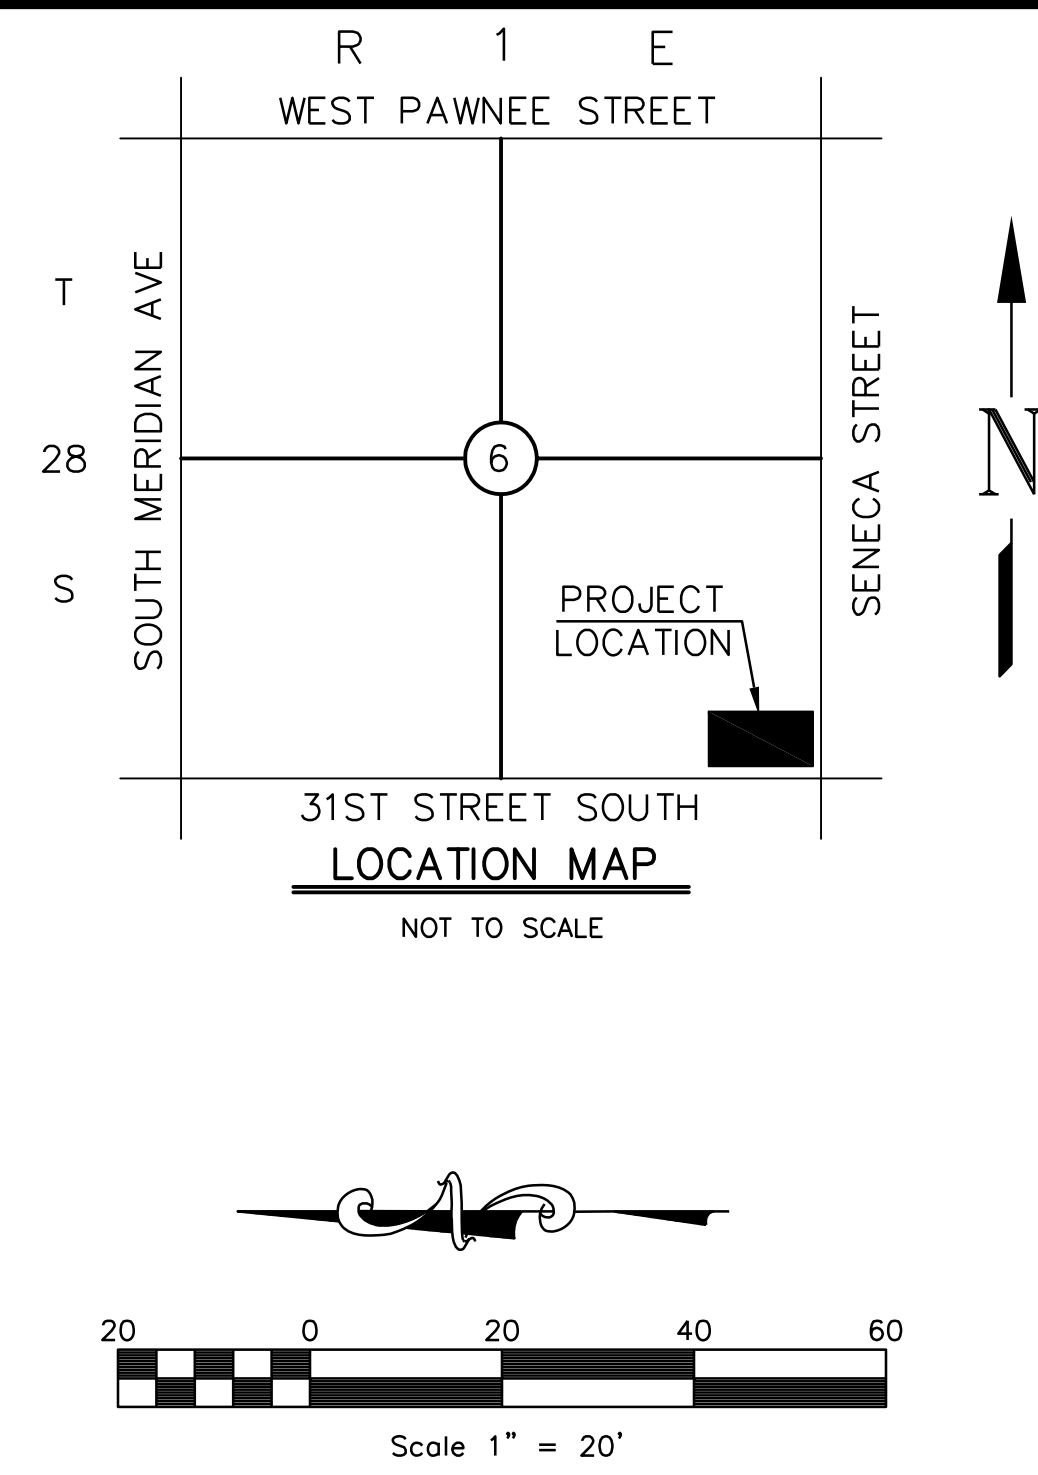 R 1 E
WEST PAWNEE STREET
T
28
S
SOUTH MERIDIAN AVE
6
SENECA STREET
N
PROJECT
LOCATION
31ST STREET SOUTH
LOCATION MAP
NOT TO SCALE
N
20 0 20 40 60
Scale 1" = 20'